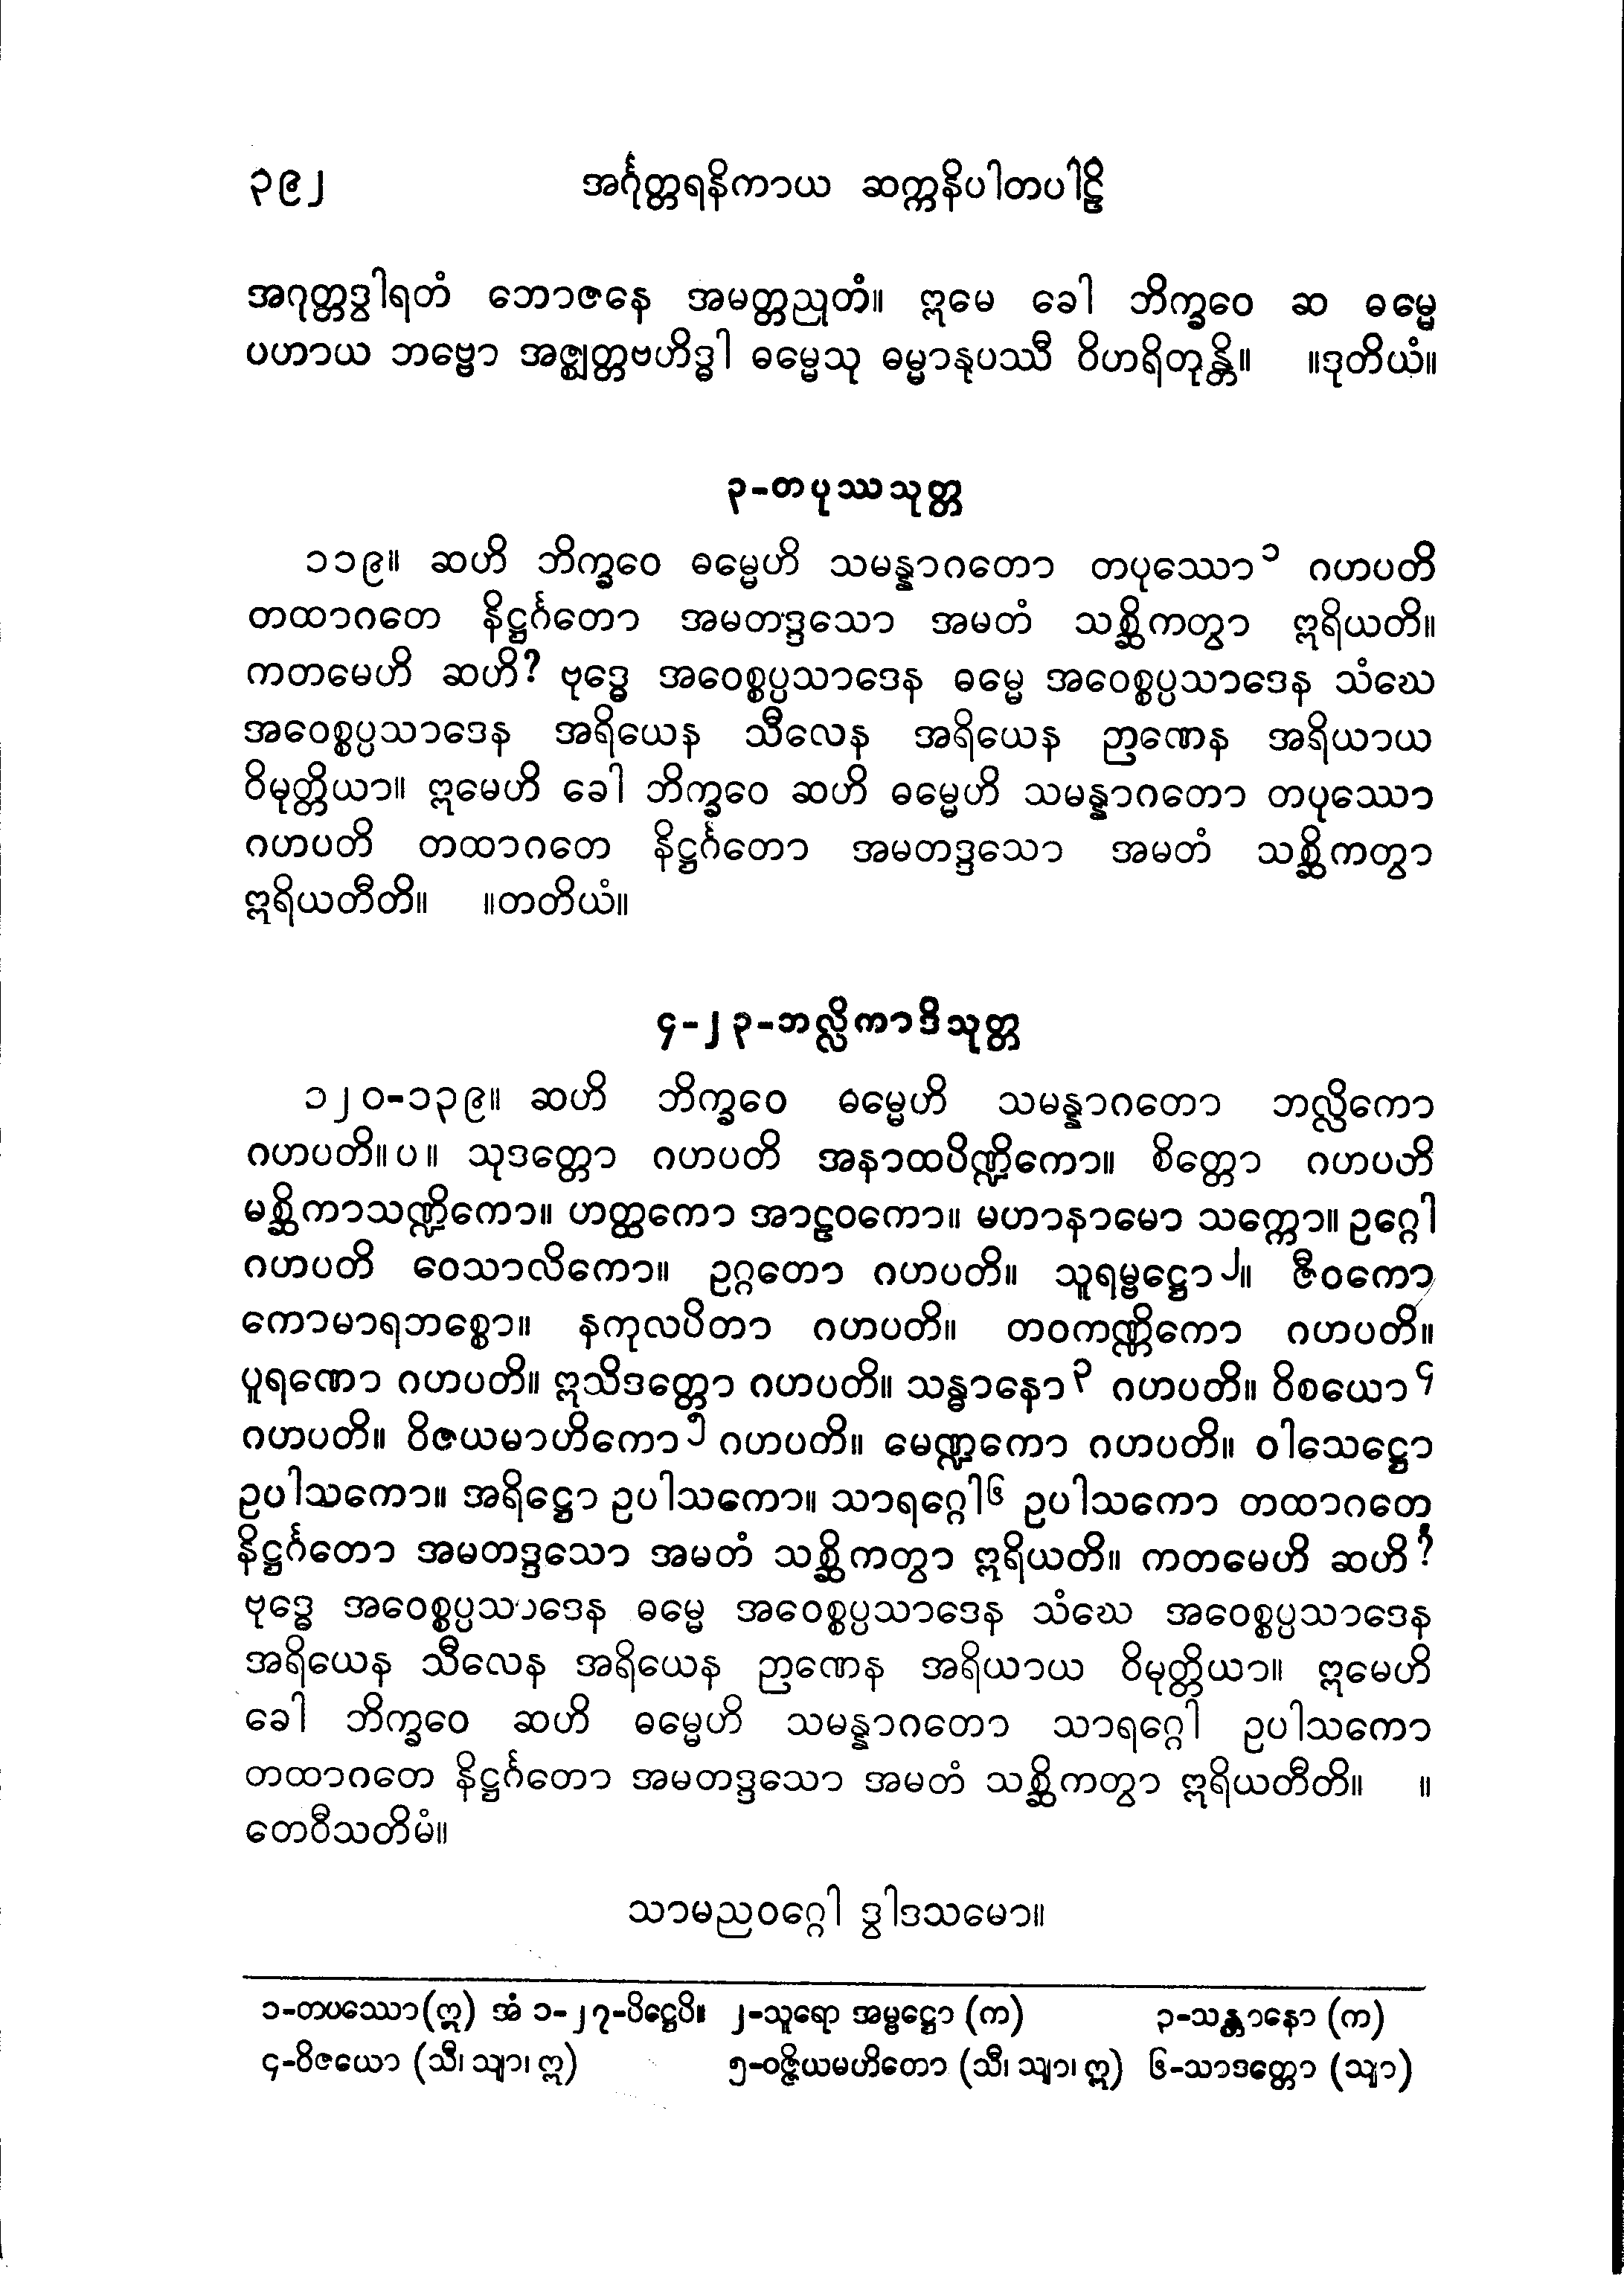 ၃၉၂ အင်္ဂုတ္တရနိကာယ ဆက္ကနိပါတပါဠိ
အဂုတ္တဒွါရတံ ဘောဇနေ အမတ္တညုတံ။ ဣမေ ခေါ ဘိက္ခဝေ ဆ ဓမ္မေ
ပဟာယ ဘဗ္ဗော အဇ္ဈတ္တဗဟိဒ္ဓါ ဓမ္မေသု ဓမ္မာနုပဿီ ဝိဟရိတုန္တိ။ ။ဒုတိယံ။
၃-တပုဿသုတ္တ
၁၁၉။ ဆဟိ ဘိက္ခဝေ ဓမ္မေဟိ သမန္နာဂတော တပုဿော၁ ဂဟပတိ
တထာဂတေ နိဋ္ဌင်္ဂတော အမတဒ္ဒသော အမတံ သစ္ဆိကတွာ ဣရိယတိ။
ကတမေဟိ ဆဟိ? ဗုဒ္ဓေ အဝေစ္စပ္ပသာဒေန ဓမ္မေ အဝေစ္စပ္ပသာဒေန သံဃေ
အဝေစ္စပ္ပသာဒေန အရိယေန သီလေန အရိယေန ဉာဏေန အရိယာယ
ဝိမုတ္တိယာ။ ဣမေဟိ ခေါ ဘိက္ခဝေ ဆဟိ ဓမ္မေဟိ သမန္နာဂတော တပုဿော
ဂဟပတိ တထာဂတေ နိဋ္ဌင်္ဂတော အမတဒ္ဒသော အမတံ သစ္ဆိကတွာ
ဣရိယတီတိ။ ။တတိယံ။
၄-၂၃-ဘလ္လိကာဒိသုတ္တ
၁၂၀-၁၃၉။ ဆဟိ ဘိက္ခဝေ ဓမ္မေဟိ သမန္နာဂတော ဘလ္လိကော
ဂဟပတိ။ပ။ သုဒတ္တော ဂဟပတိ အနာထပိဏ္ဍိကော။ စိတ္တော ဂဟပတိ
မစ္ဆိကာသဏ္ဍိကော။ ဟတ္ထကော အာဠဝကော။ မဟာနာမော သက္ကော။ ဥဂ္ဂေါ
ဂဟပတိ ဝေသာလိကော။ ဥဂ္ဂတော ဂဟပတိ။ သူရမ္ဗဋ္ဌော၂။ ဇီဝကော
ကောမာရဘစ္စော။ နကုလပိတာ ဂဟပတိ။ တဝကဏ္ဏိကော ဂဟပတိ။
ပူရဏော ဂဟပတိ။ ဣသိဒတ္တော ဂဟပတိ။ သန္ဓာနော၃ ဂဟပတိ။ ဝိစယော၄
ဂဟပတိ။ ဝိဇယမာဟိကော၅ ဂဟပတိ။ မေဏ္ဍကော ဂဟပတိ။ ဝါသေဋ္ဌော
ဥပါသကော။ အရိဋ္ဌော ဥပါသကော။ သာရဂ္ဂေါ၆ ဥပါသကော တထာဂတေ
နိဋ္ဌင်္ဂတော အမတဒ္ဒသော အမတံ သစ္ဆိကတွာ ဣရိယတိ။ ကတမေဟိ ဆဟိ?
ဗုဒ္ဓေ အဝေစ္စပ္ပသာဒေန ဓမ္မေ အဝေစ္စပ္ပသာဒေန သံဃေ အဝေစ္စပ္ပသာဒေန
အရိယေန သီလေန အရိယေန ဉာဏေန အရိယာယ ဝိမုတ္တိယာ။ ဣမေဟိ
ခေါ ဘိက္ခဝေ ဆဟိ ဓမ္မေဟိ သမန္နာဂတော သာရဂ္ဂေါ ဥပါသကော
တထာဂတေ နိဋ္ဌင်္ဂတော အမတဒ္ဒသော အမတံ သစ္ဆိကတွာ ဣရိယတီတိ။ ။
တေဝီသတိမံ။
သာမညဝဂ္ဂေါ ဒွါဒသမော။
၁-တပဿော (ဣ) အံ ၁-၂၇-ပိဋ္ဌေပိ။ ၂-သူရော အမ္ဗဋ္ဌော (က) ၃-သန္တာနော (က)
၄-ဝိဇယော (သီ၊ သျာ၊ ဣ) ၅-ဝဇ္ဇိယမဟိတော (သီ၊ သျာ၊ ဣ) ၆-သာဒတ္တော (သျာ)